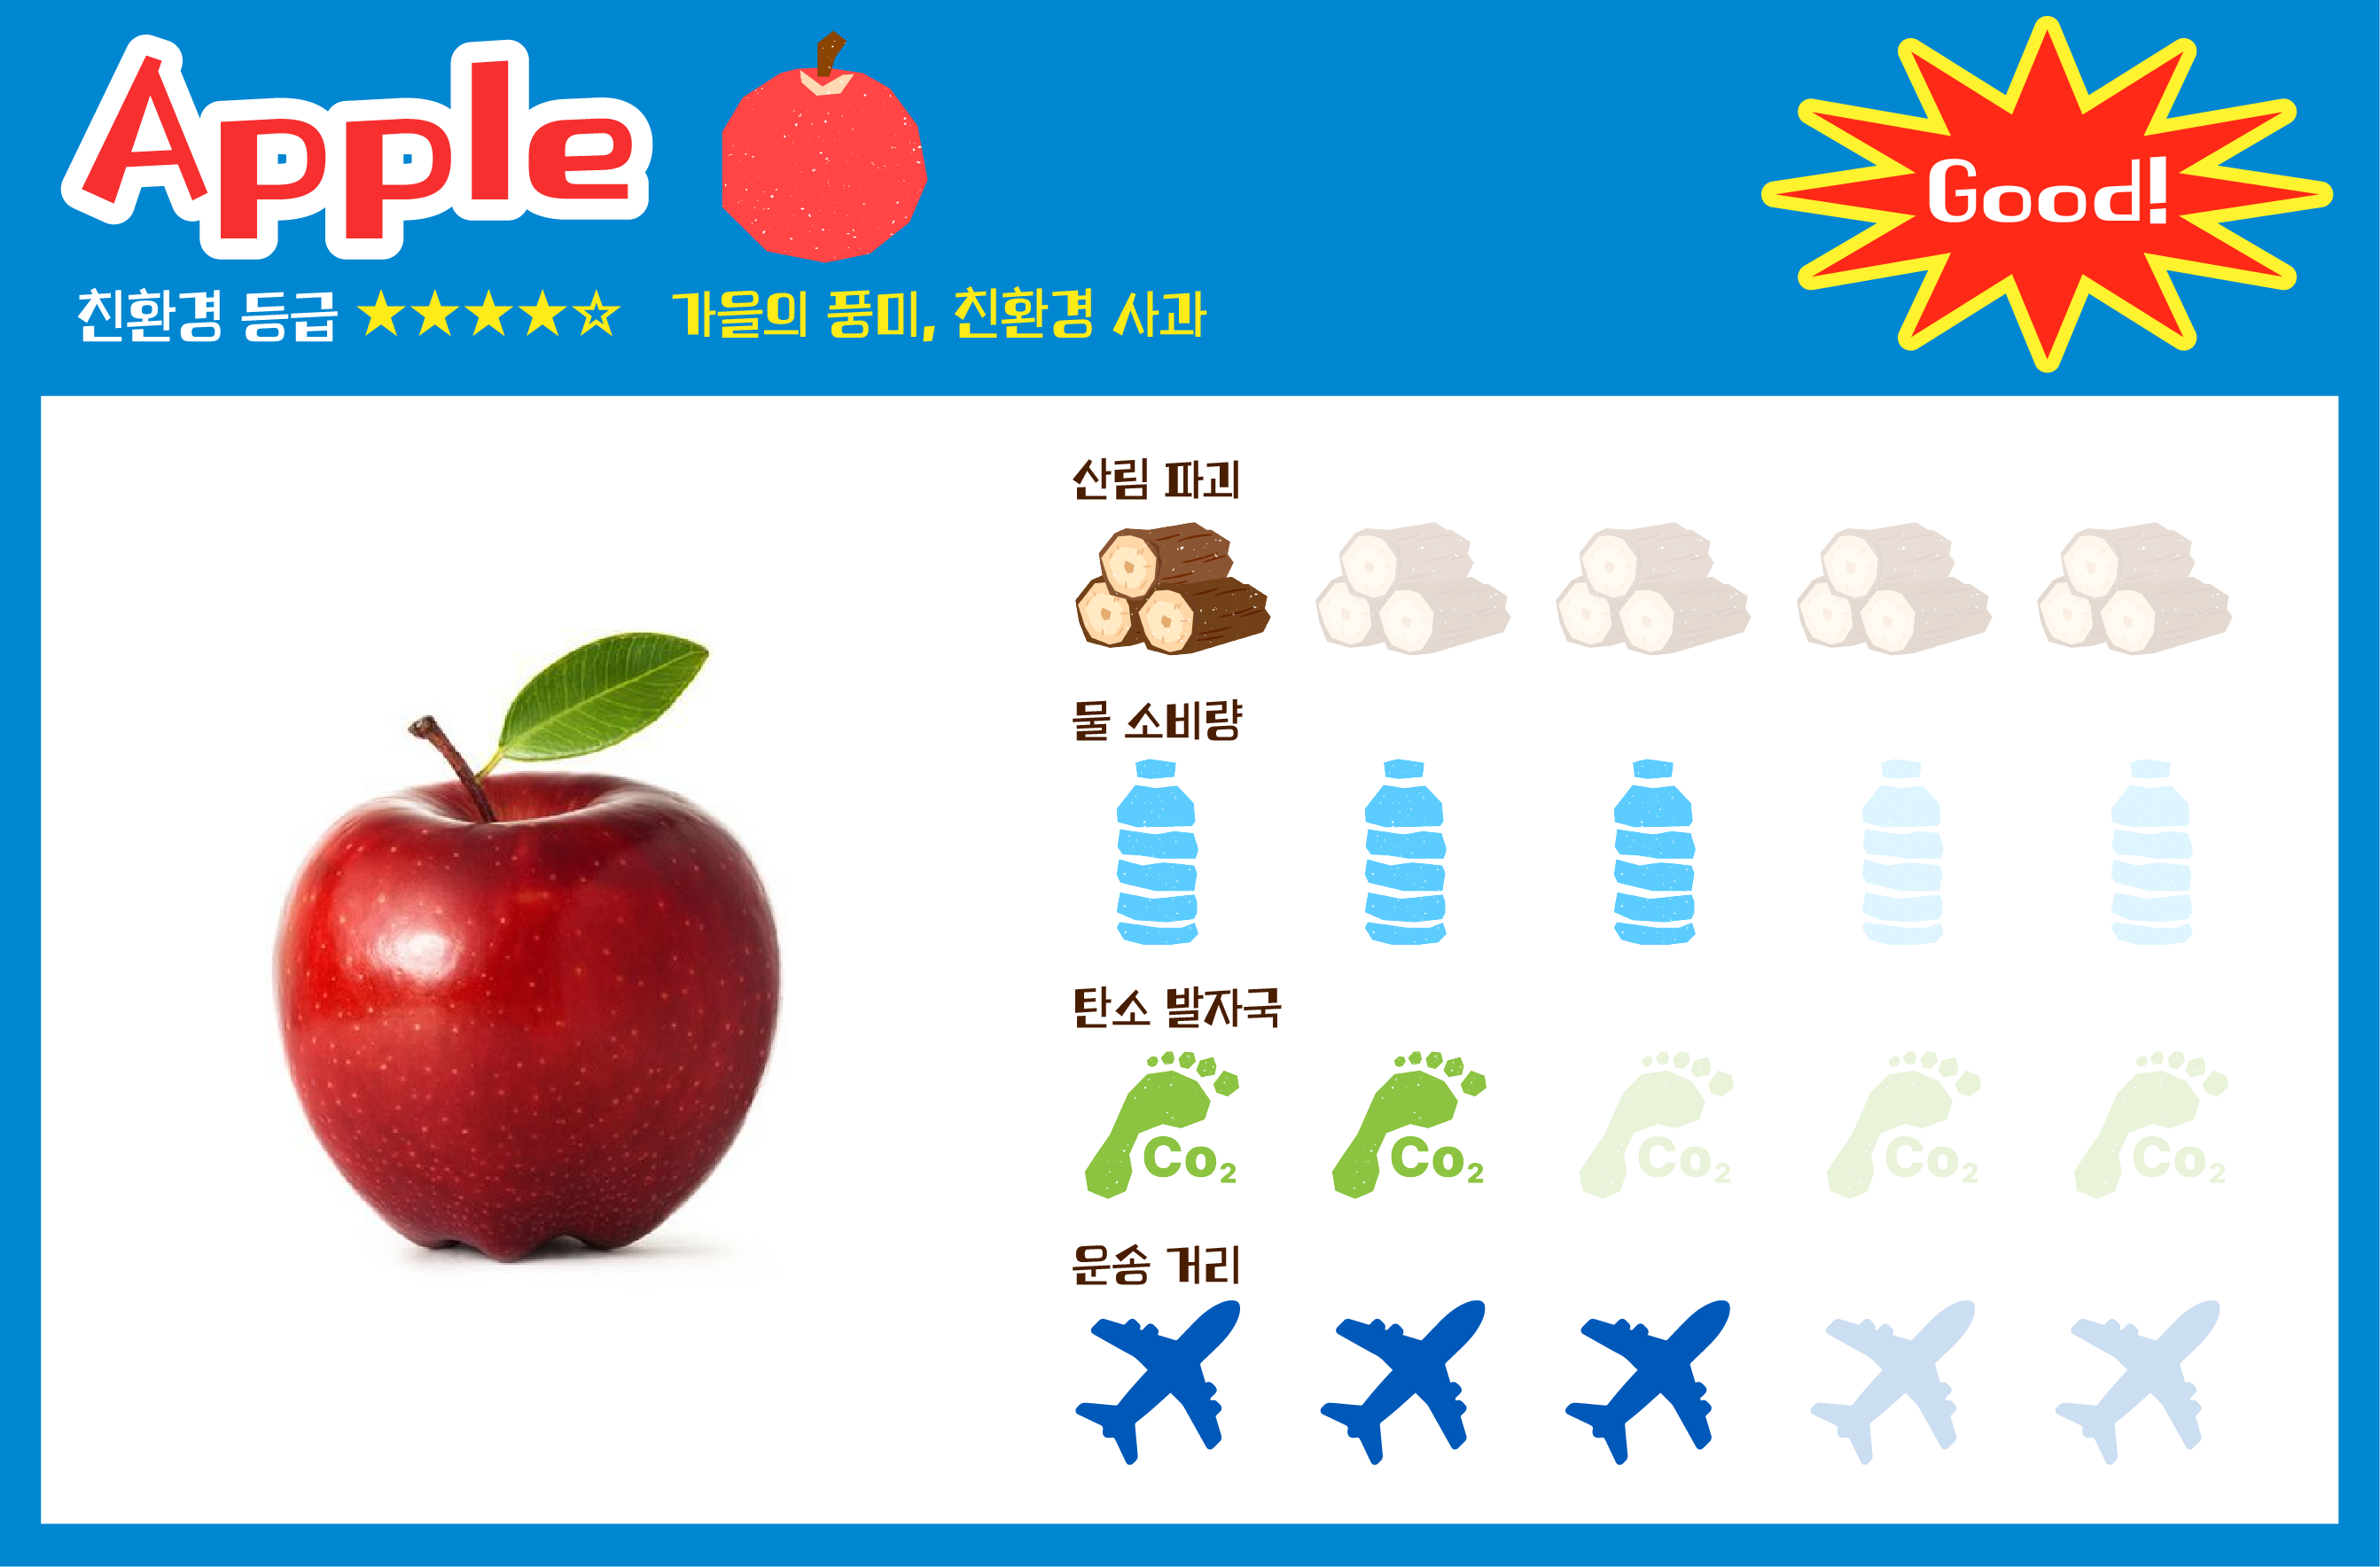 Apple
Good!
친환경 등급 ★★★★☆ 가을의 풍미, 친환경 사과
산림 파괴
물 소비량
탄소 발자국
Co₂ Co₂ Co₂ Co₂ Co₂
운송 거리